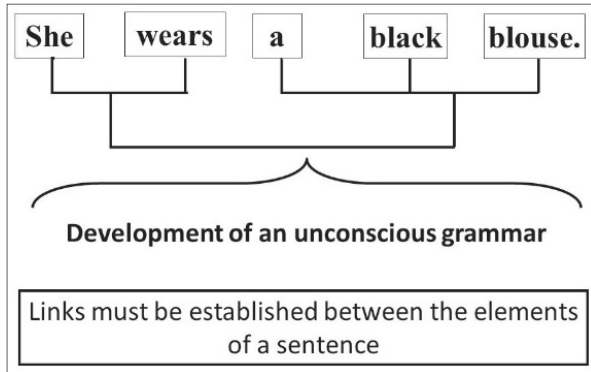 She wears a black blouse.
Development of an unconscious grammar
Links must be established between the elements
of a sentence